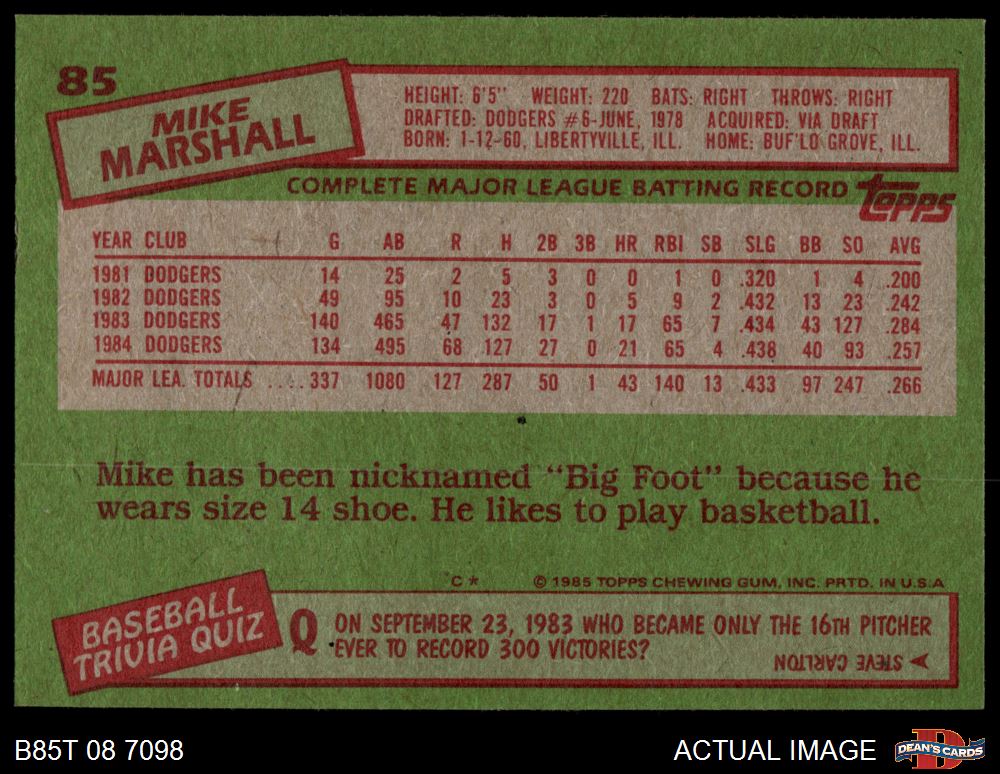 85
MIKE
MARSHALL
HEIGHT: 6'5" WEIGHT: 220 BATS: RIGHT THROWS: RIGHT
DRAFTED: DODGERS #6-JUNE, 1978 ACQUIRED: VIA DRAFT
BORN: 1-12-60, LIBERTYVILLE, ILL. HOME: BUF'LO GROVE, ILL.
COMPLETE MAJOR LEAGUE BATTING RECORD topps
YEAR CLUB G AB R H 2B 3B HR RBI SB SLG BB SO AVG
1981 DODGERS 14 25 2 5 3 0 0 1 0 .320 1 4 .200
1982 DODGERS 49 95 10 23 3 0 5 9 2 .432 13 23 .242
1983 DODGERS 140 465 47 132 17 1 17 65 7 .434 43 127 .284
1984 DODGERS 134 495 68 127 27 0 21 65 4 .438 40 93 .257
MAJOR LEA. TOTALS ....337 1080 127 287 50 1 43 140 13 .433 97 247 .266
Mike has been nicknamed "Big Foot" because he
wears size 14 shoe. He likes to play basketball.
C* © 1985 TOPPS CHEWING GUM, INC. PRTD. IN U.S.A
BASEBALL
TRIVIA QUIZ
Q ON SEPTEMBER 23, 1983 WHO BECAME ONLY THE 16TH PITCHER
EVER TO RECORD 300 VICTORIES?
STEVE CARLTON
B85T 08 7098 ACTUAL IMAGE D DEAN'S CARDS